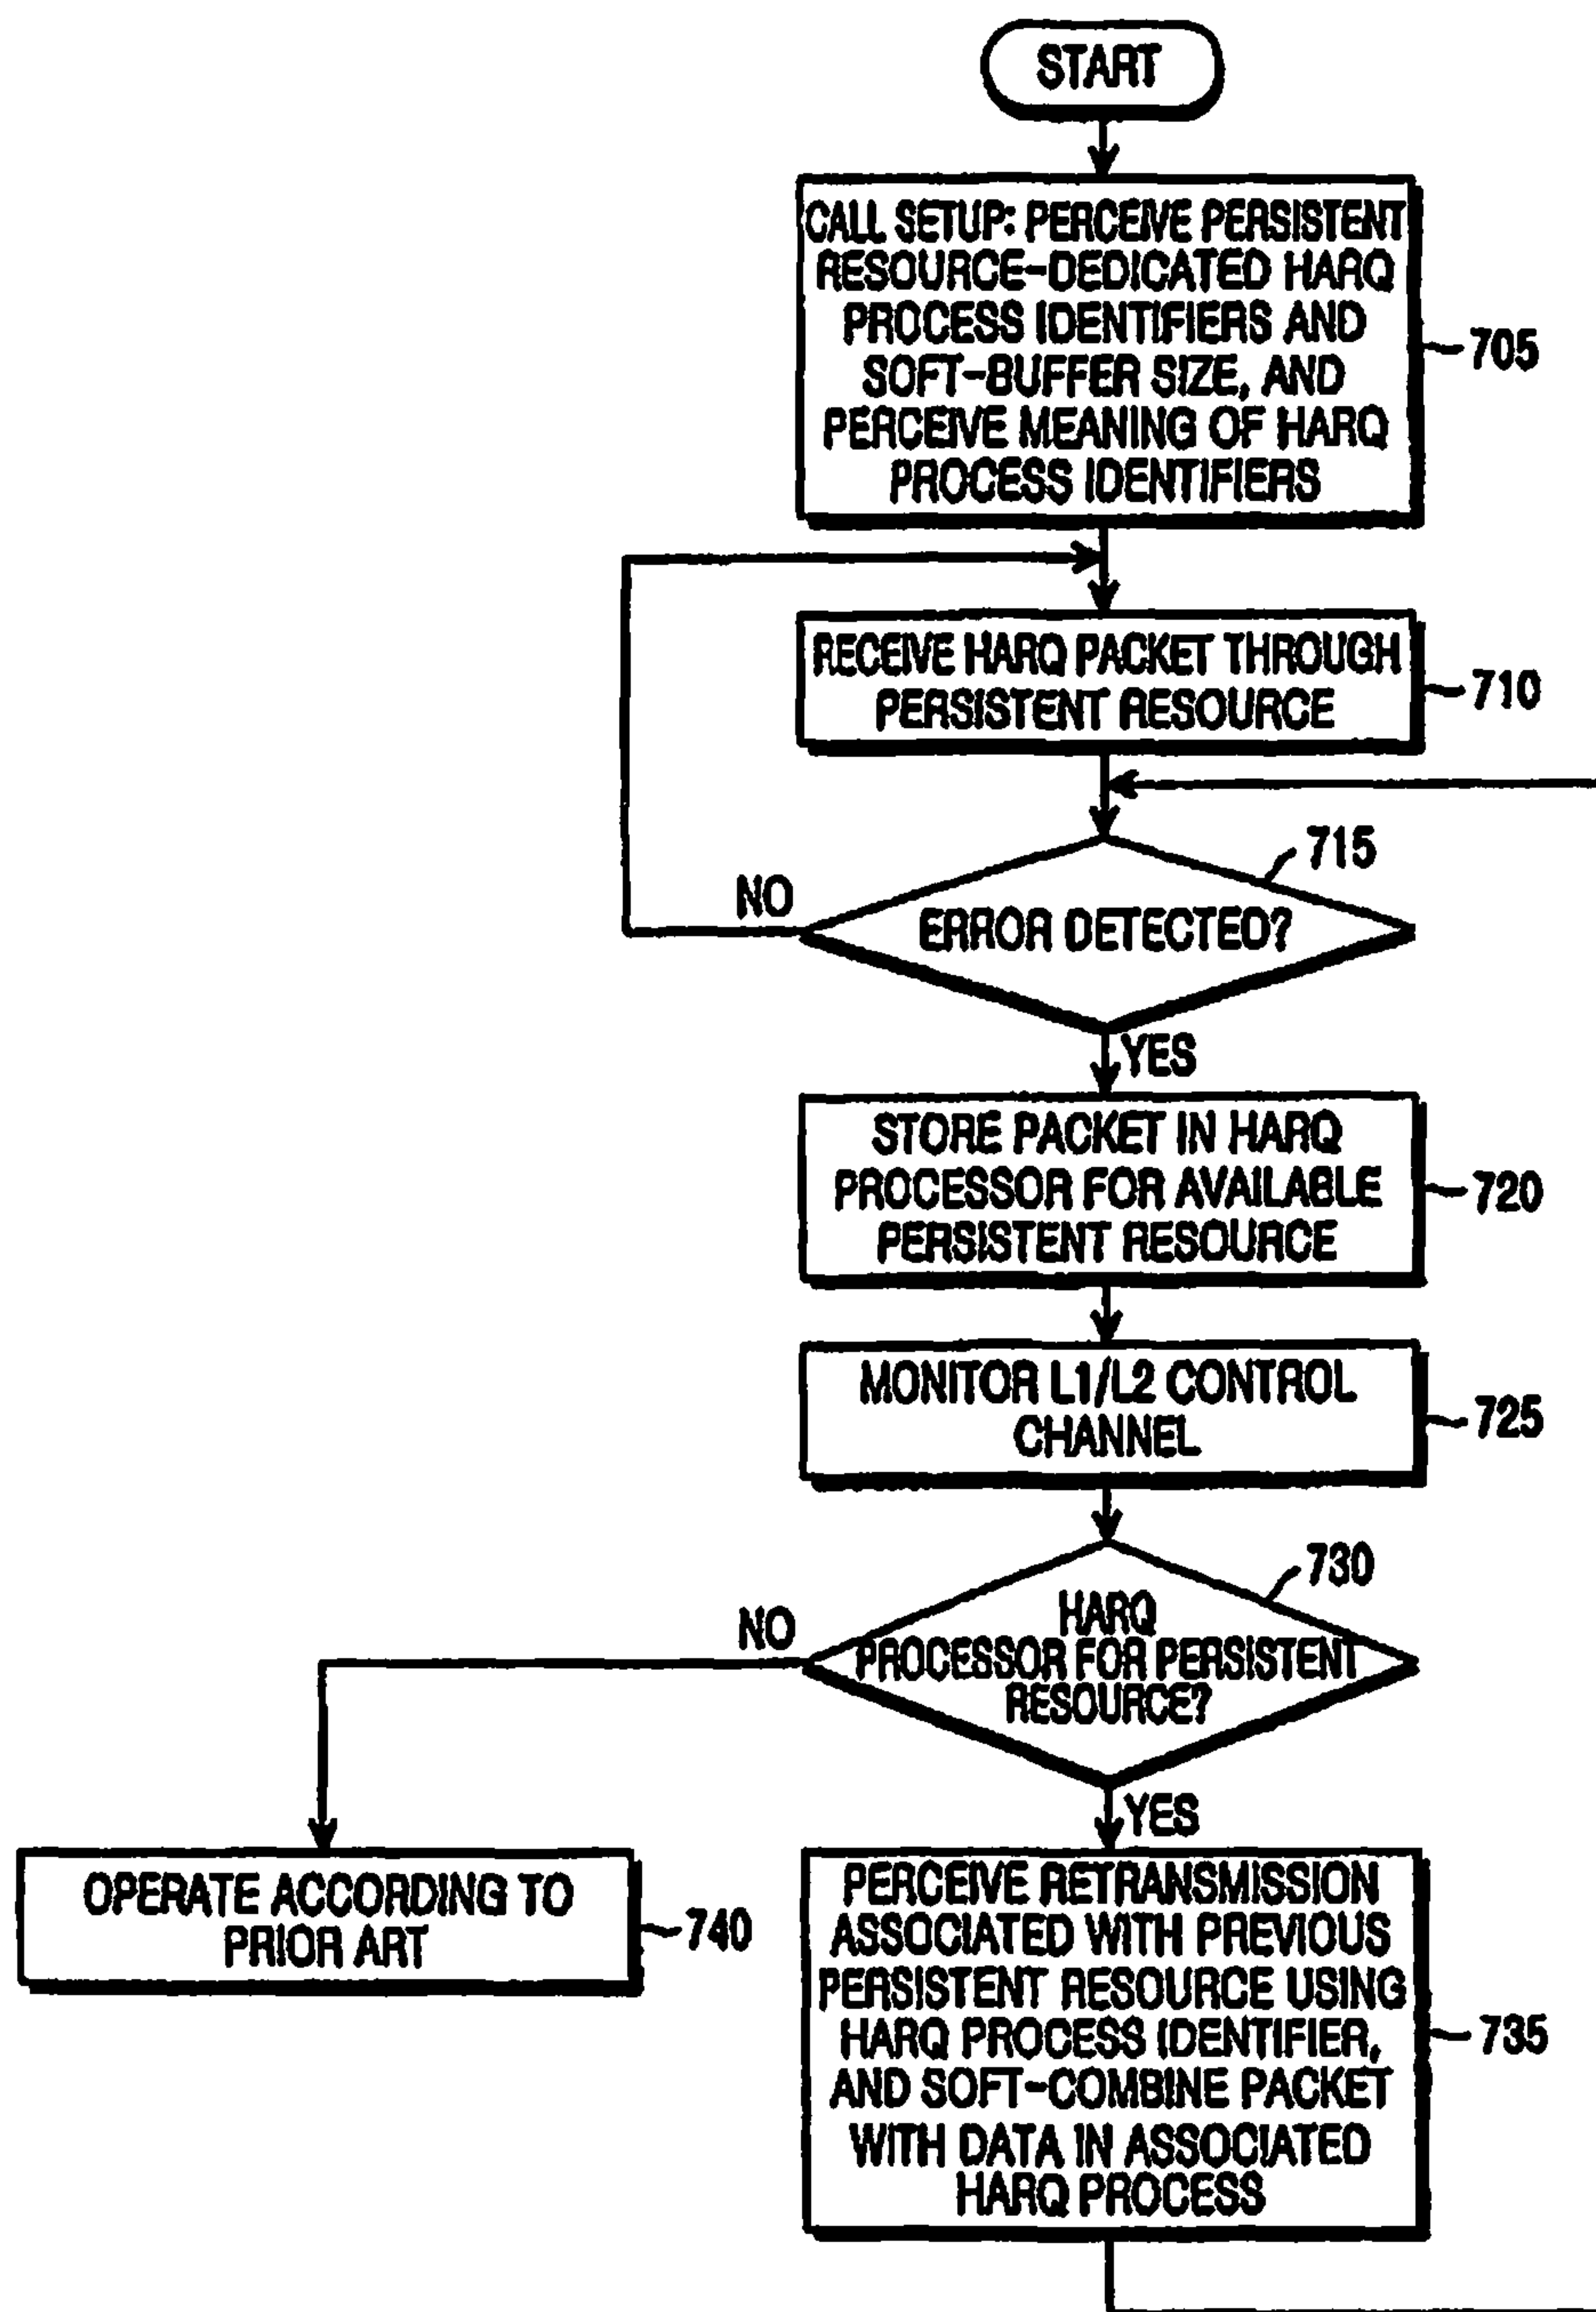 START
CALL SETUP: PERCEIVE PERSISTENT
RESOURCE-DEDICATED HARQ
PROCESS IDENTIFIERS AND
SOFT-BUFFER SIZE, AND
PERCEIVE MEANING OF HARQ
PROCESS IDENTIFIERS
705
RECEIVE HARQ PACKET THROUGH
PERSISTENT RESOURCE
710
715
NO
ERROR DETECTED?
YES
STORE PACKET IN HARQ
PROCESSOR FOR AVAILABLE
PERSISTENT RESOURCE
720
MONITOR L1/L2 CONTROL
CHANNEL
725
730
NO
HARQ
PROCESSOR FOR PERSISTENT
RESOURCE?
YES
OPERATE ACCORDING TO
PRIOR ART
740
PERCEIVE RETRANSMISSION
ASSOCIATED WITH PREVIOUS
PERSISTENT RESOURCE USING
HARQ PROCESS IDENTIFIER,
AND SOFT-COMBINE PACKET
WITH DATA IN ASSOCIATED
HARQ PROCESS
735